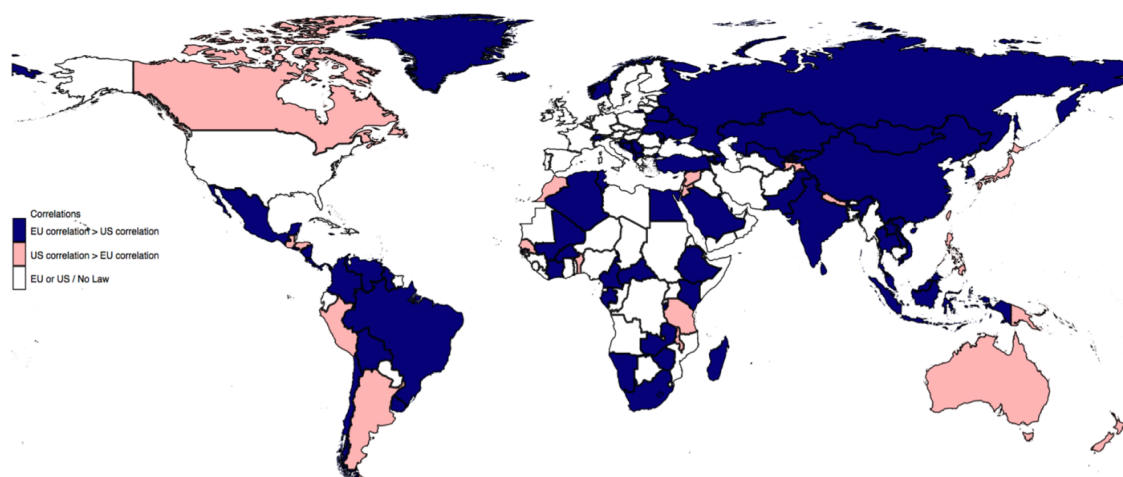 Correlations
EU correlation > US correlation
US correlation > EU correlation
EU or US / No Law